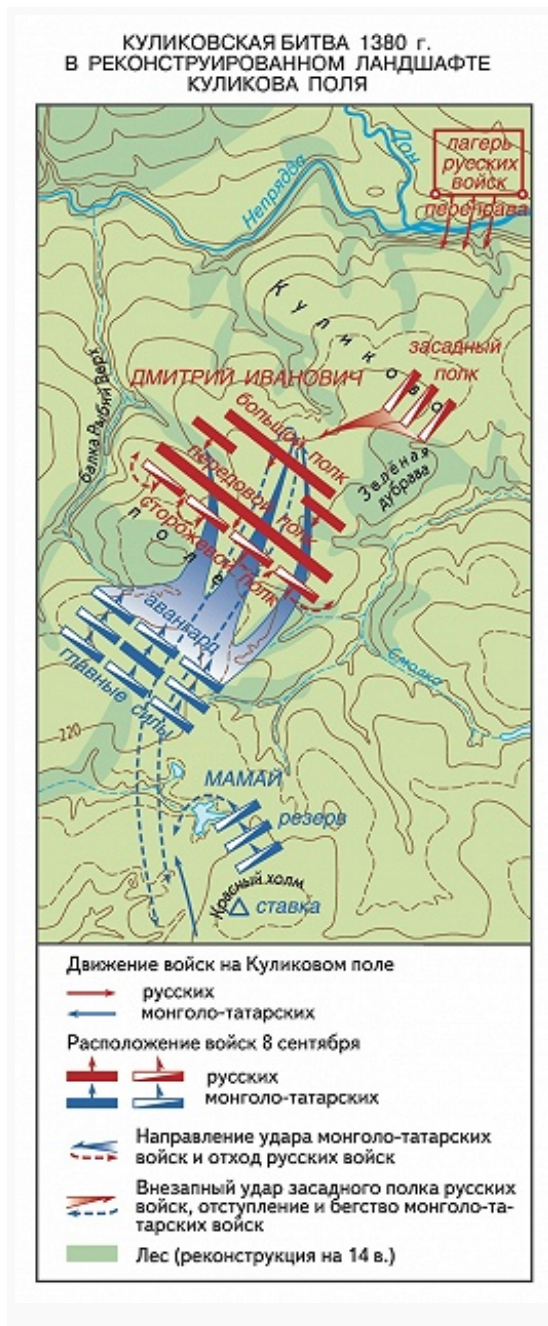 КУЛИКОВСКАЯ БИТВА 1380 г.
В РЕКОНСТРУИРОВАННОМ ЛАНДШАФТЕ
КУЛИКОВА ПОЛЯ
Дон
лагерь
русских
войск
переправа
Непрядва
Куликово
засадный
полк
ДМИТРИЙ ИВАНОВИЧ
большой полк
балка Рыбий Верх
передовой полк
Зелёная
дубрава
сторожевой полк
поле
авангард
главные силы
Смолка
220
МАМАЙ
резерв
Красный холм
ставка
Движение войск на Куликовом поле
русских
монголо-татарских
Расположение войск 8 сентября
русских
монголо-татарских
Направление удара монголо-татарских
войск и отход русских войск
Внезапный удар засадного полка русских
войск, отступление и бегство монголо-та-
тарских войск
Лес (реконструкция на 14 в.)